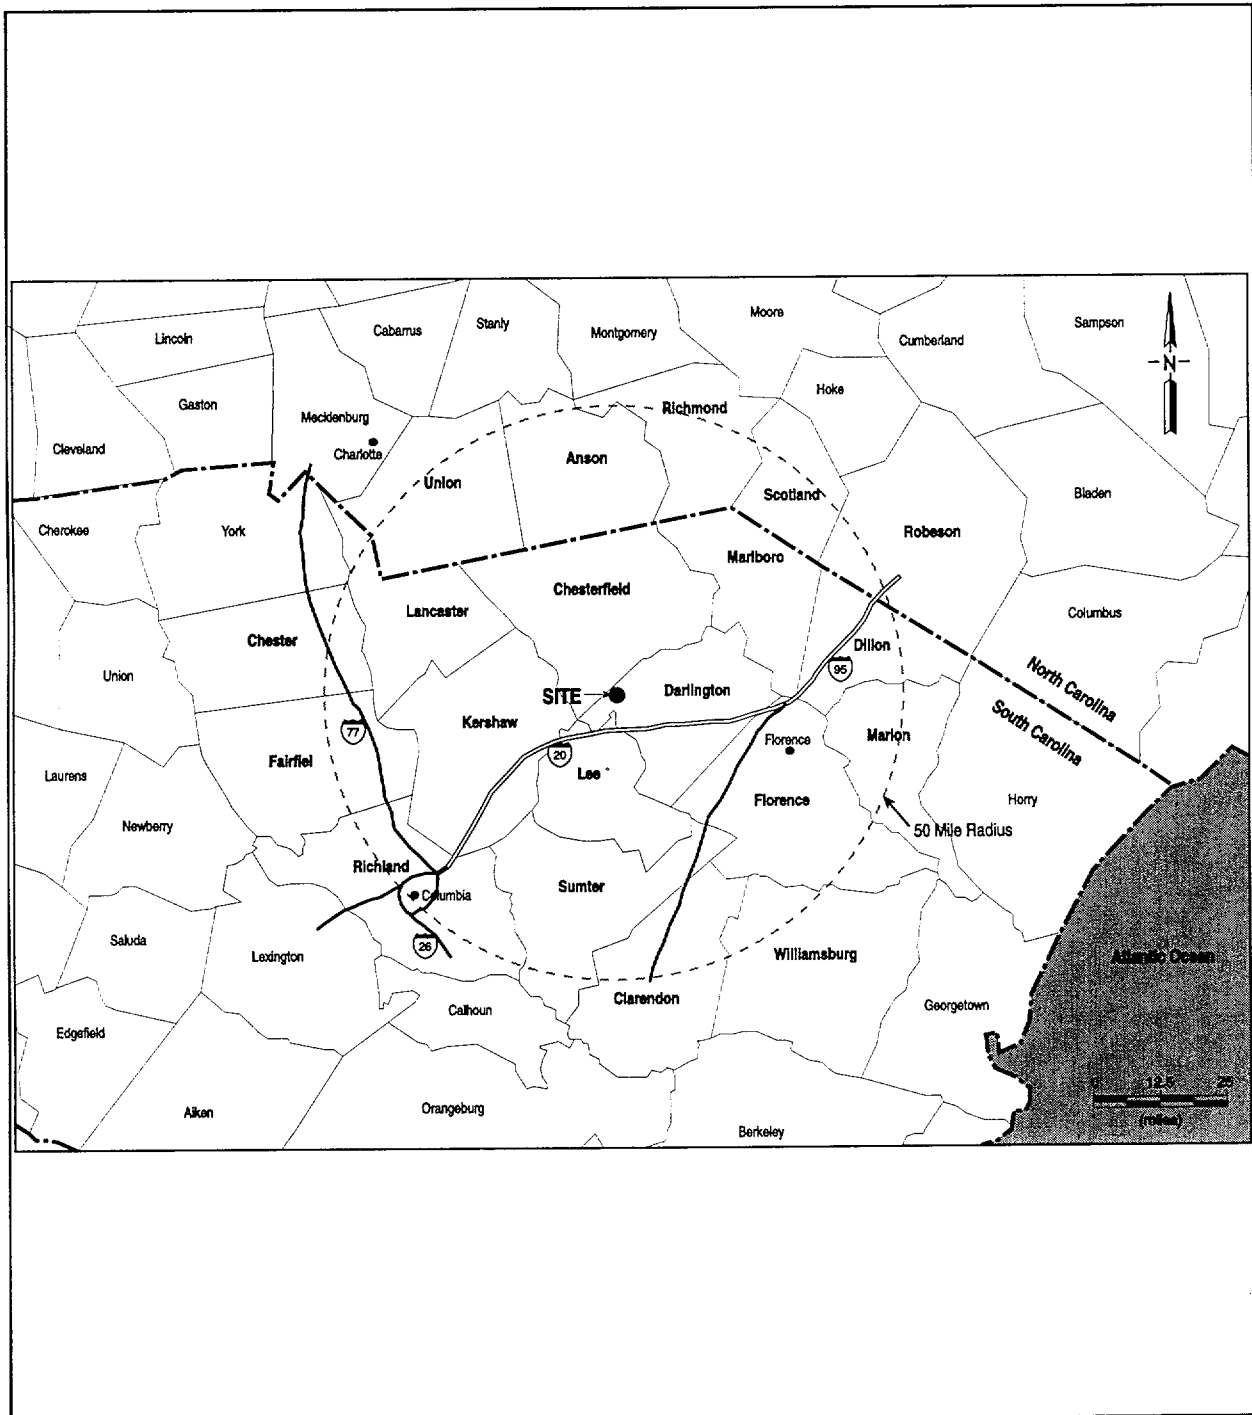 Moore
Stanly
Sampson
Cabarrus
Montgomery
Lincoln
Cumberland
N
Hoke
Gaston
Richmond
Mecklenburg
Cleveland
Charlotte
Anson
Union
Scotland
Bladen
Cherokee
York
Robeson
Marlboro
Chesterfield
Lancaster
Columbus
Chester
Dillon
Union
95
North Carolina
SITE
Darlington
Kershaw
South Carolina
77
Florence
Marion
20
Fairfiel
Lee
Laurens
Florence
Horry
Newberry
50 Mile Radius
Richland
Sumter
Columbia
Saluda
26
Lexington
Williamsburg
Atlantic Ocean
Clarendon
Georgetown
Calhoun
Edgefield
0 12.5 25
(miles)
Aiken
Orangeburg
Berkeley